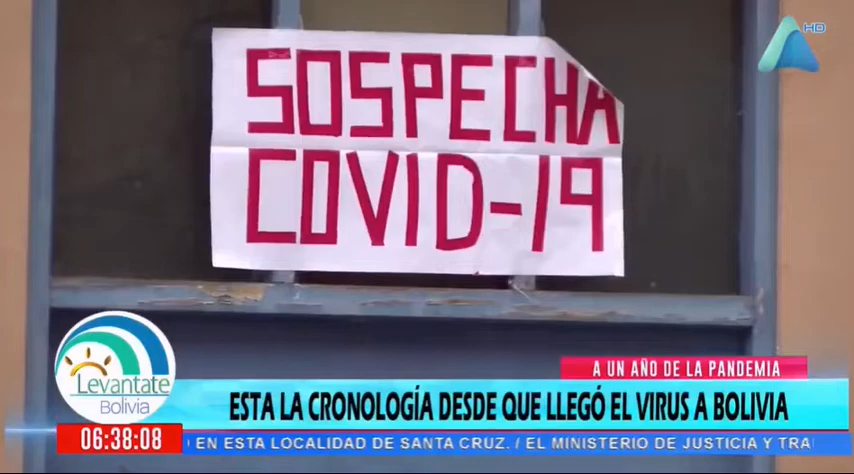 HD
SOSPECHA
COVID-19
A UN AÑO DE LA PANDEMIA
Levantate
Bolivia
ESTA LA CRONOLOGÍA DESDE QUE LLEGÓ EL VIRUS A BOLIVIA
06:38:08
EN ESTA LOCALIDAD DE SANTA CRUZ. / EL MINISTERIO DE JUSTICIA Y TRA